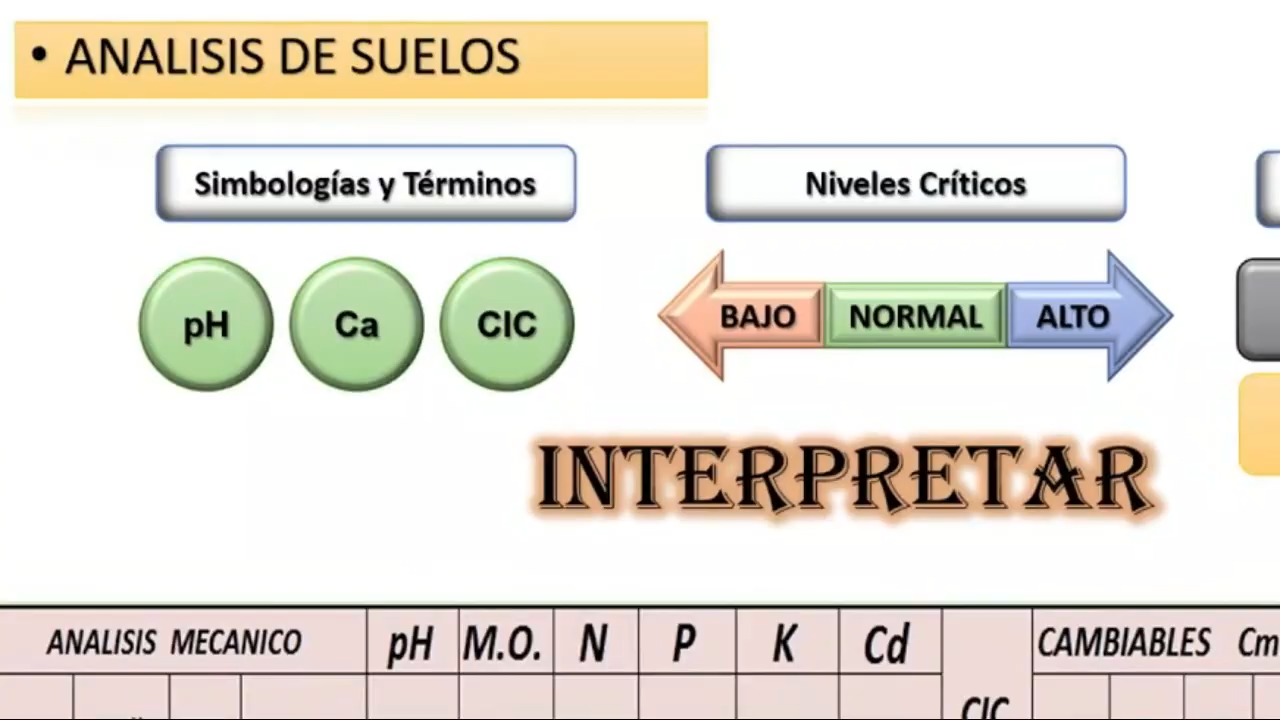 • ANALISIS DE SUELOS
Simbologías y Términos
Niveles Críticos
pH Ca CIC
BAJO NORMAL ALTO
INTERPRETAR
ANALISIS MECANICO pH M.O. N P K Cd CAMBIABLES Cm
CIC